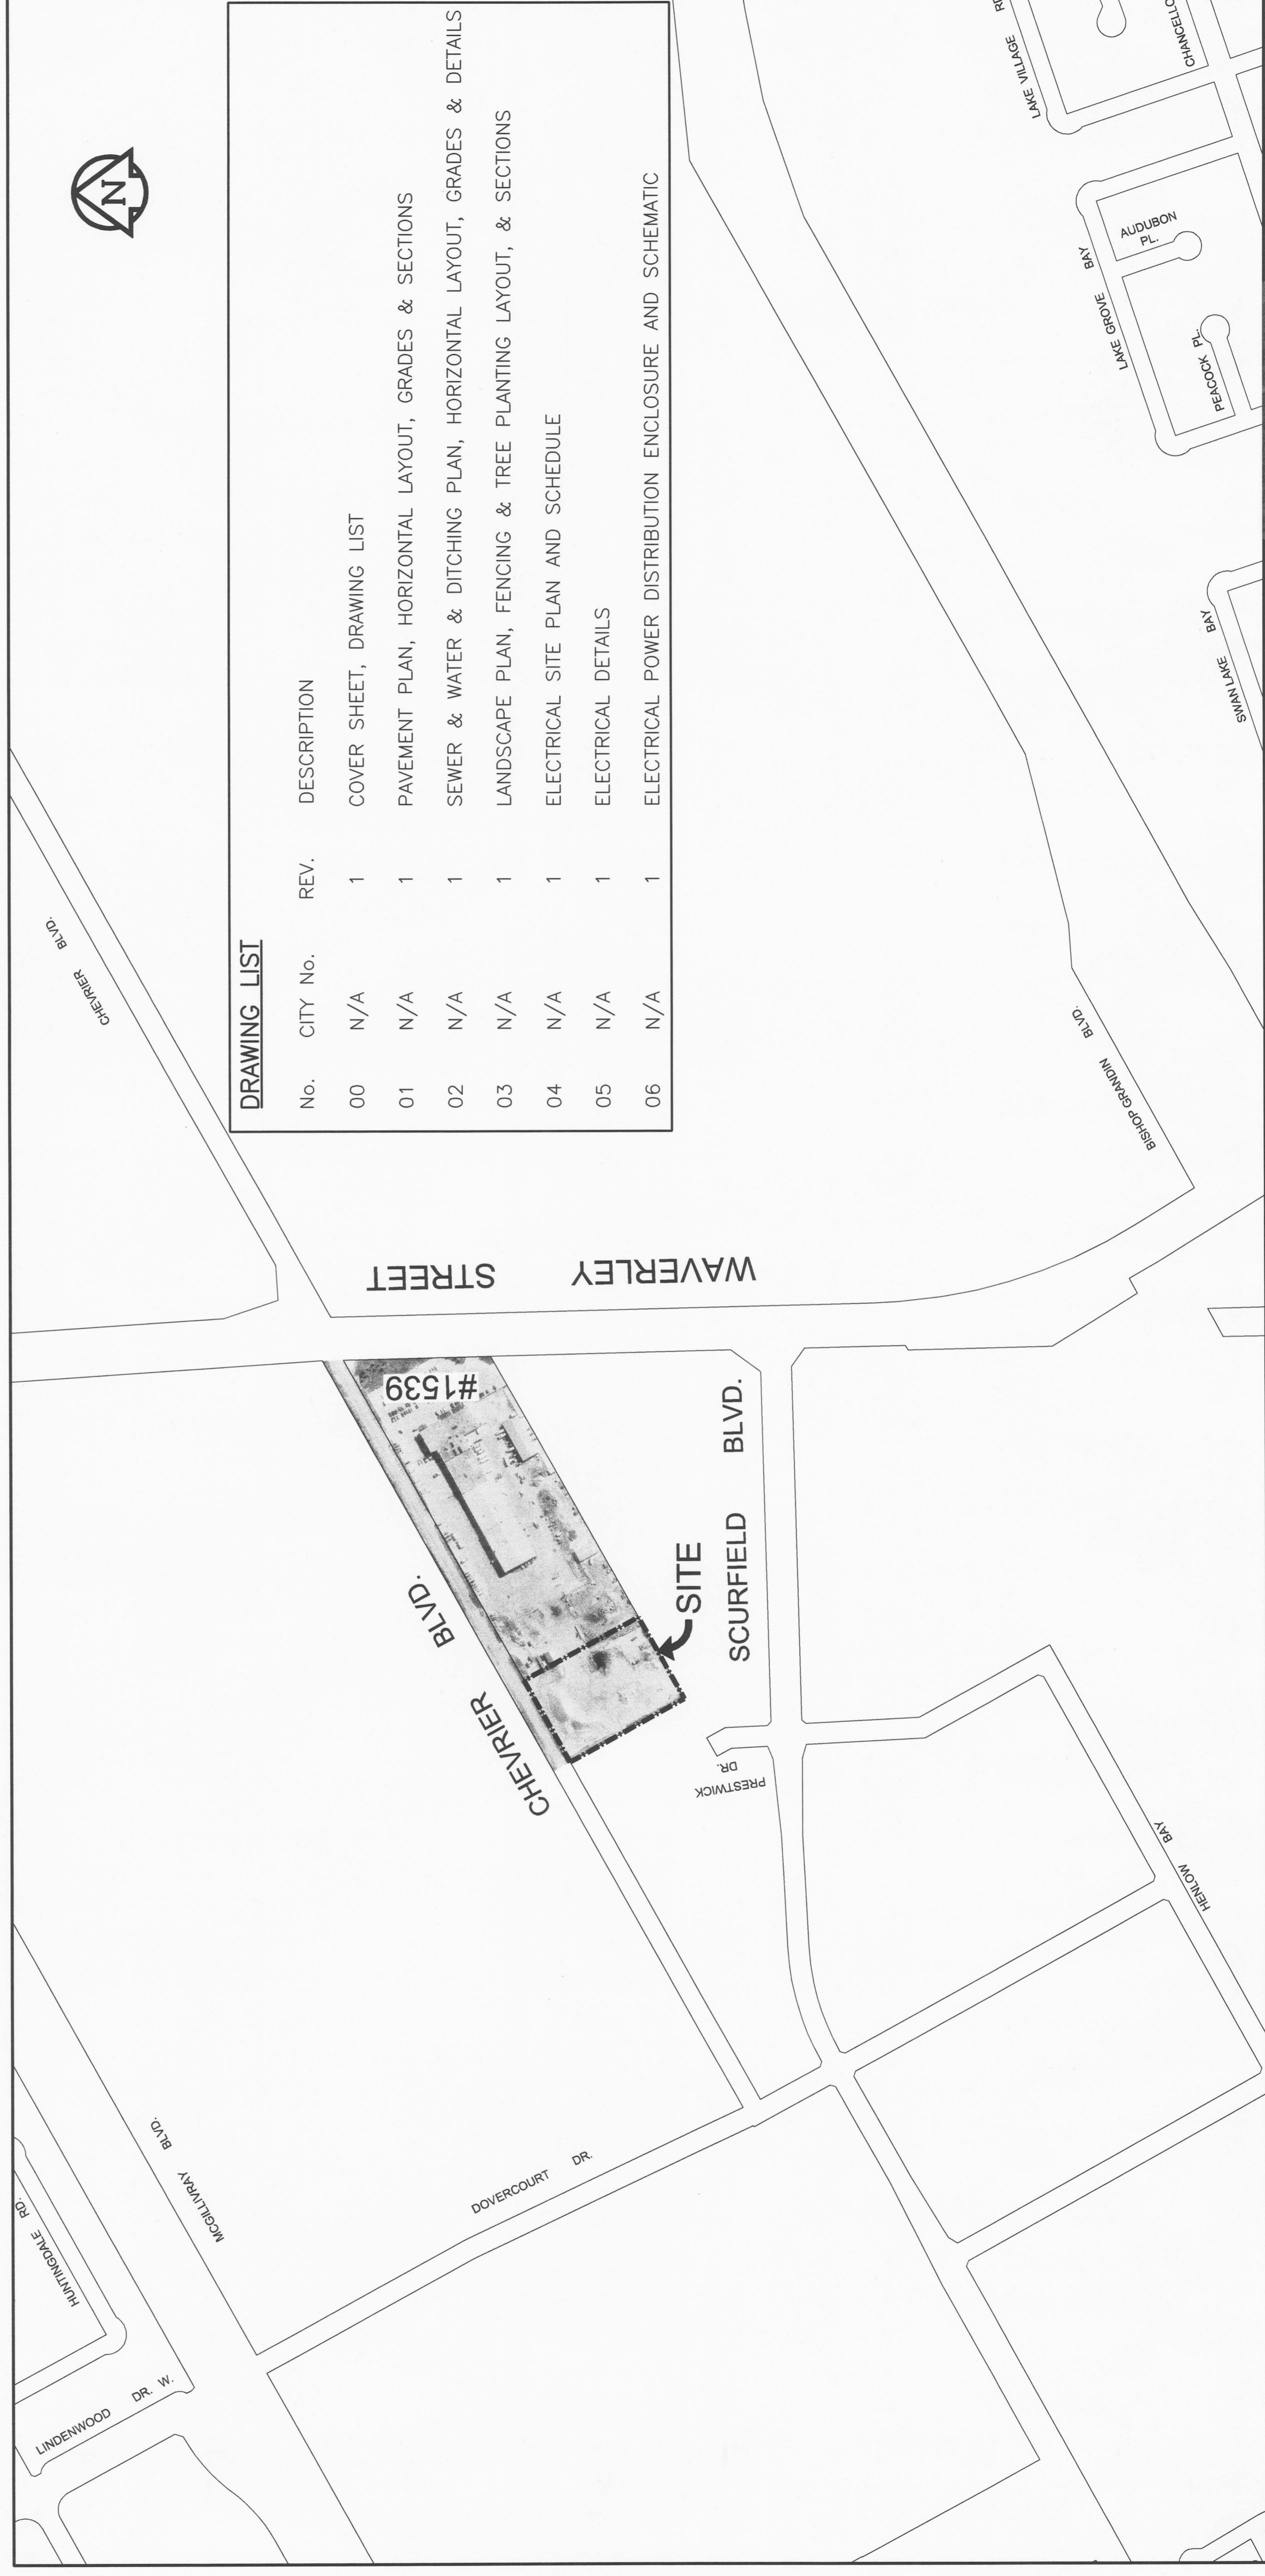 N
DRAWING LIST
No. CITY No. REV. DESCRIPTION
00 N/A 1 COVER SHEET, DRAWING LIST
01 N/A 1 PAVEMENT PLAN, HORIZONTAL LAYOUT, GRADES & SECTIONS
02 N/A 1 SEWER & WATER & DITCHING PLAN, HORIZONTAL LAYOUT, GRADES & DETAILS
03 N/A 1 LANDSCAPE PLAN, FENCING & TREE PLANTING LAYOUT, & SECTIONS
04 N/A 1 ELECTRICAL SITE PLAN AND SCHEDULE
05 N/A 1 ELECTRICAL DETAILS
06 N/A 1 ELECTRICAL POWER DISTRIBUTION ENCLOSURE AND SCHEMATIC
HUNTINGDALE RD.
LINDENWOOD DR. W.
MCGILLIVRAY BLVD.
CHEVRIER BLVD.
DOVERCOURT DR.
CHEVRIER BLVD.
#1539
SITE
SCURFIELD BLVD.
PRESTWICK
DR.
WAVERLEY STREET
HENLOW BAY
BISHOP GRANDIN BLVD.
SWAN LAKE BAY
LAKE GROVE BAY
PEACOCK PL.
AUDUBON
PL.
LAKE VILLAGE